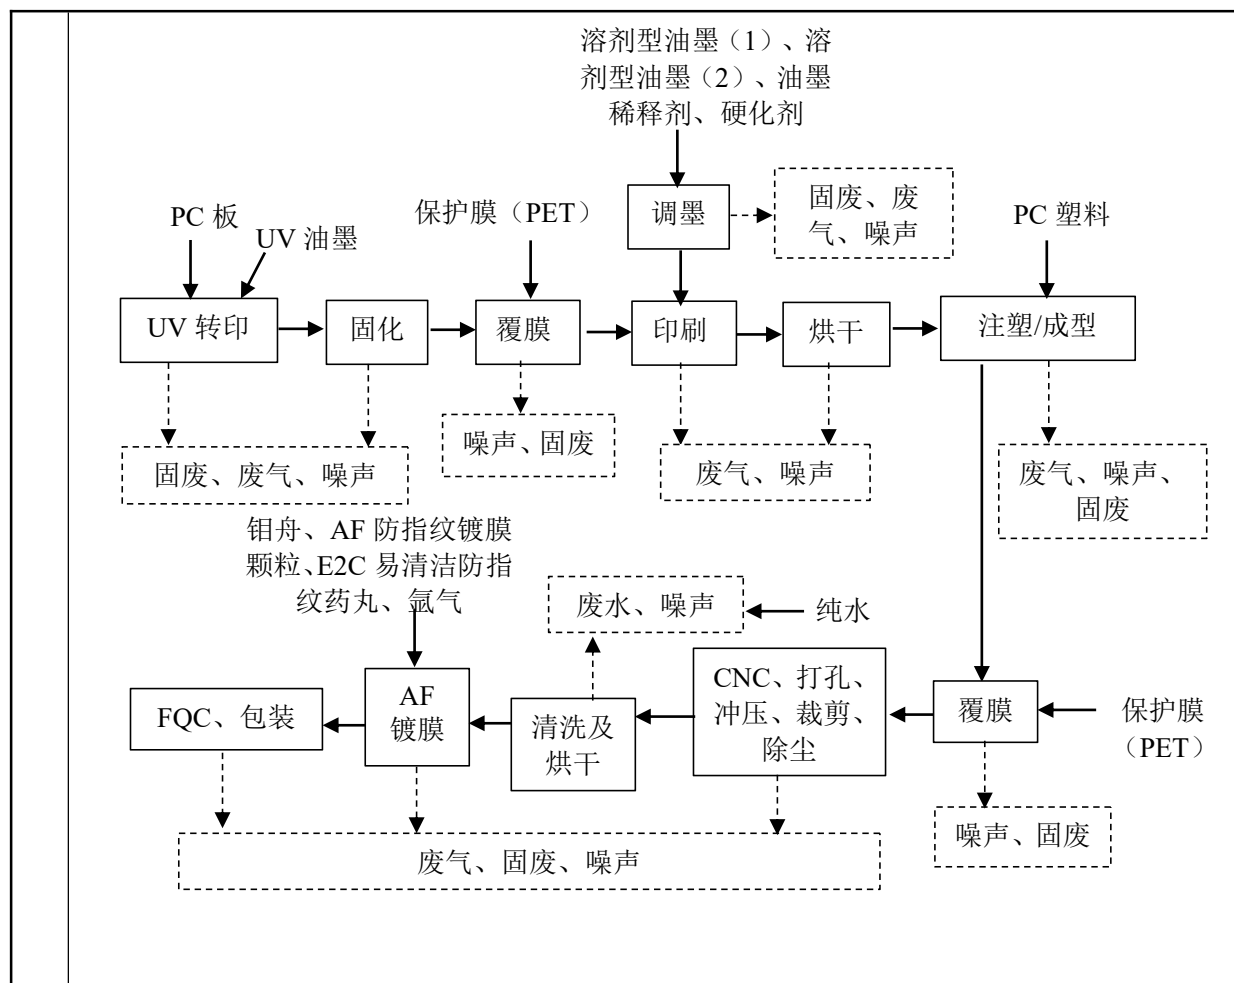 溶剂型油墨（1）、溶
剂型油墨（2）、油墨
稀释剂、硬化剂
调墨
固废、废
气、噪声
PC 板
UV 油墨
保护膜（PET）
PC 塑料
UV 转印
固化
覆膜
印刷
烘干
注塑/成型
固废、废气、噪声
噪声、固废
废气、噪声
废气、噪声、
固废
钼舟、AF 防指纹镀膜
颗粒、E2C 易清洁防指
纹药丸、氩气
废水、噪声
纯水
FQC、包装
AF
镀膜
清洗及
烘干
CNC、打孔、
冲压、裁剪、
除尘
覆膜
保护膜
（PET）
废气、固废、噪声
噪声、固废